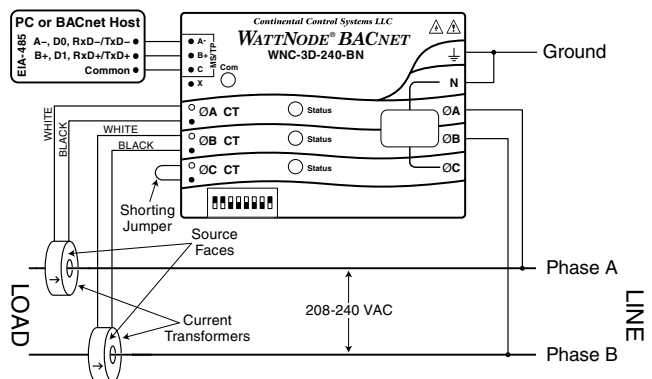 PC or BACnet Host
EIA-485
A–, D0, RxD–/TxD–
B+, D1, RxD+/TxD+
Common
Continental Control Systems LLC
WATTNODE® BACNET
WNC-3D-240-BN
A-
B+
C
X
MS/TP
Com
N
Ground
ØA CT
Status
ØA
ØB CT
Status
ØB
ØC CT
Status
ØC
WHITE
BLACK
WHITE
BLACK
Shorting
Jumper
Source
Faces
Current
Transformers
208-240 VAC
Phase A
Phase B
LOAD
LINE